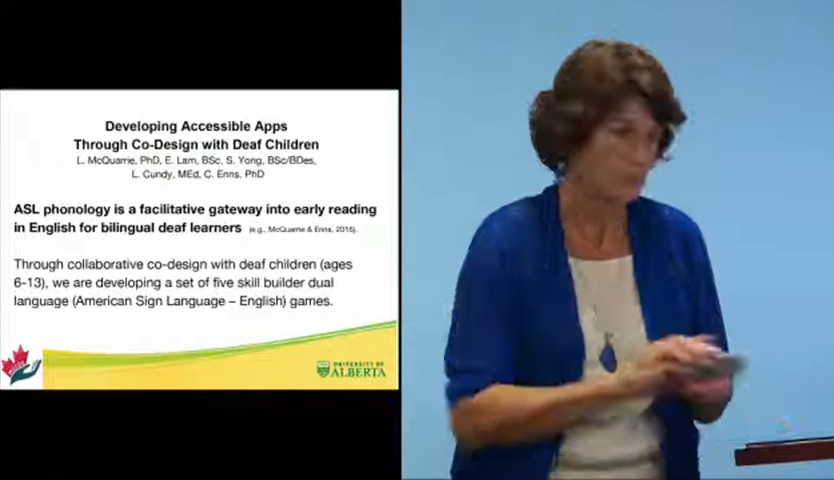 Developing Accessible Apps
Through Co-Design with Deaf Children
L. McQuarrie, PhD, E. Lam, BSc, S. Yong, BSc/BDes,
L. Cundy, MEd, C. Enns, PhD
ASL phonology is a facilitative gateway into early reading
in English for bilingual deaf learners (e.g., McQuarrie & Enns, 2015).
Through collaborative co-design with deaf children (ages
6-13), we are developing a set of five skill builder dual
language (American Sign Language – English) games.
UNIVERSITY OF
ALBERTA